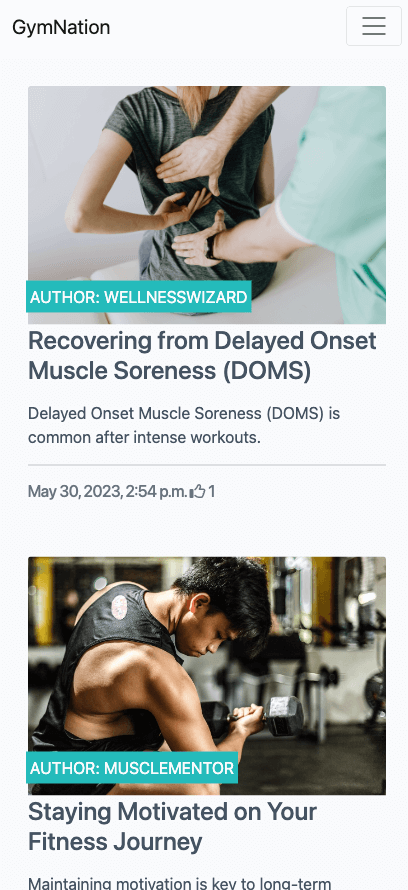 GymNation
AUTHOR: WELLNESSWIZARD
Recovering from Delayed Onset
Muscle Soreness (DOMS)
Delayed Onset Muscle Soreness (DOMS) is
common after intense workouts.
May 30, 2023, 2:54 p.m. 1
AUTHOR: MUSCLEMENTOR
Staying Motivated on Your
Fitness Journey
Maintaining motivation is key to long-term